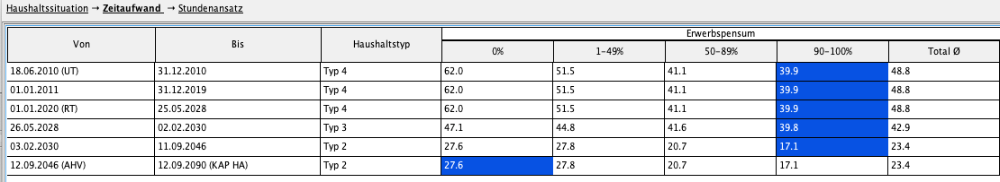 Haushaltssituation → Zeitaufwand → Stundenansatz
Von Bis Haushaltstyp Erwerbspensum
0% 1-49% 50-89% 90-100% Total Ø
18.06.2010 (UT) 31.12.2010 Typ 4 62.0 51.5 41.1 39.9 48.8
01.01.2011 31.12.2019 Typ 4 62.0 51.5 41.1 39.9 48.8
01.01.2020 (RT) 25.05.2028 Typ 4 62.0 51.5 41.1 39.9 48.8
26.05.2028 02.02.2030 Typ 3 47.1 44.8 41.6 39.8 42.9
03.02.2030 11.09.2046 Typ 2 27.6 27.8 20.7 17.1 23.4
12.09.2046 (AHV) 12.09.2090 (KAP HA) Typ 2 27.6 27.8 20.7 17.1 23.4